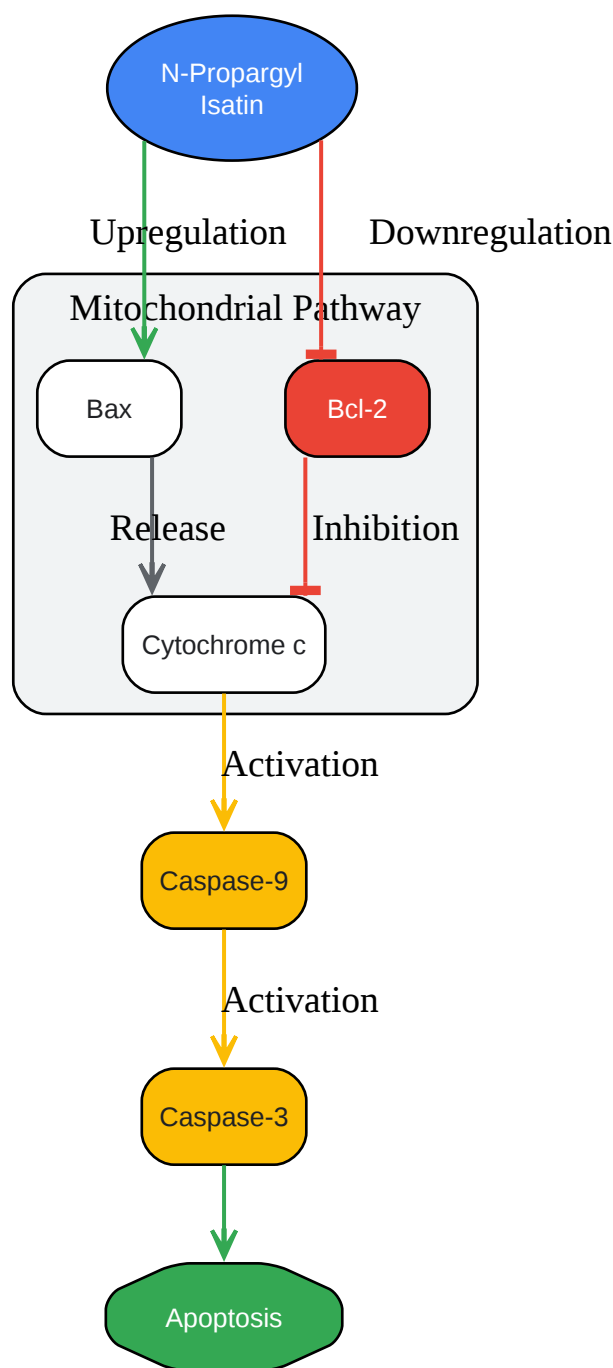 N-Propargyl
Isatin
Upregulation
Downregulation
Mitochondrial Pathway
Bax
Bcl-2
Release
Inhibition
Cytochrome c
Activation
Caspase-9
Activation
Caspase-3
Apoptosis